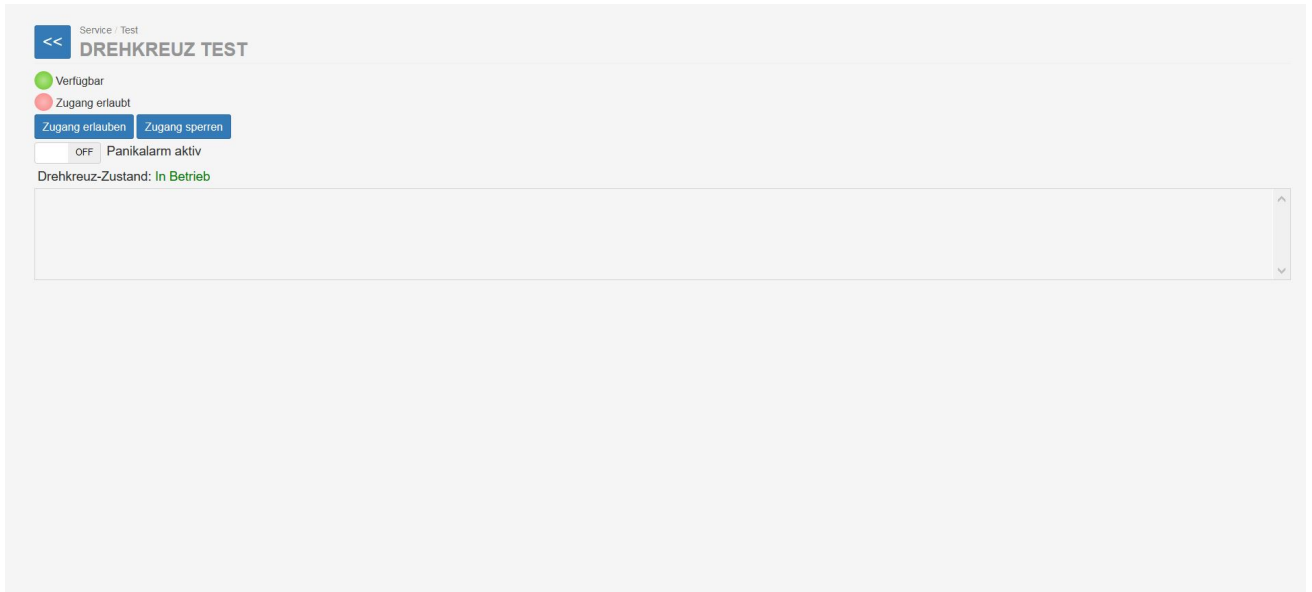 <<
Service / Test
DREHKREUZ TEST
Verfügbar
Zugang erlaubt
Zugang erlauben Zugang sperren
OFF Panikalarm aktiv
Drehkreuz-Zustand: In Betrieb